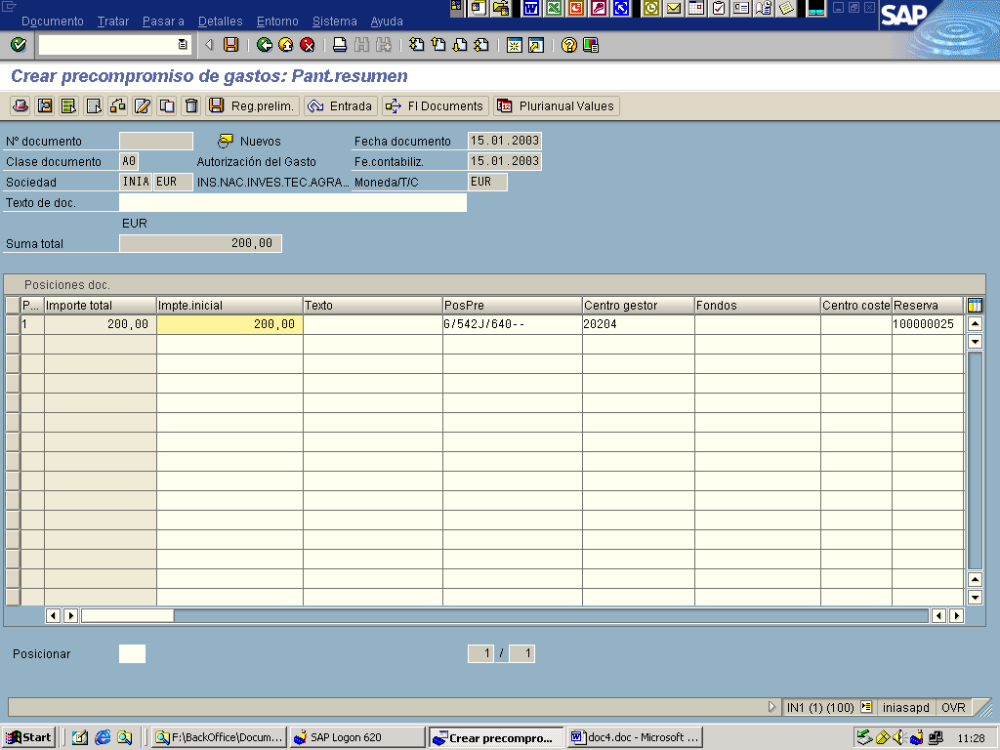 Documento Tratar Pasar a Detalles Entorno Sistema Ayuda
SAP
Crear precompromiso de gastos: Pant.resumen
Reg.prelim. Entrada FI Documents Plurianual Values
Nº documento Nuevos Fecha documento 15.01.2003
Clase documento A0 Autorización del Gasto Fe.contabiliz. 15.01.2003
Sociedad INIA EUR INS.NAC.INVES.TEC.AGRA... Moneda/T/C EUR
Texto de doc.
EUR
Suma total 200,00
Posiciones doc.
P... Importe total Impte.inicial Texto PosPre Centro gestor Fondos Centro coste Reserva
1 200,00 200,00 G/542J/640-- 20204 100000025
Posicionar 1 / 1
IN1 (1) (100) iniasapd OVR
Start F:\BackOffice\Docum... SAP Logon 620 Crear precompro... doc4.doc - Microsoft ... 11:28